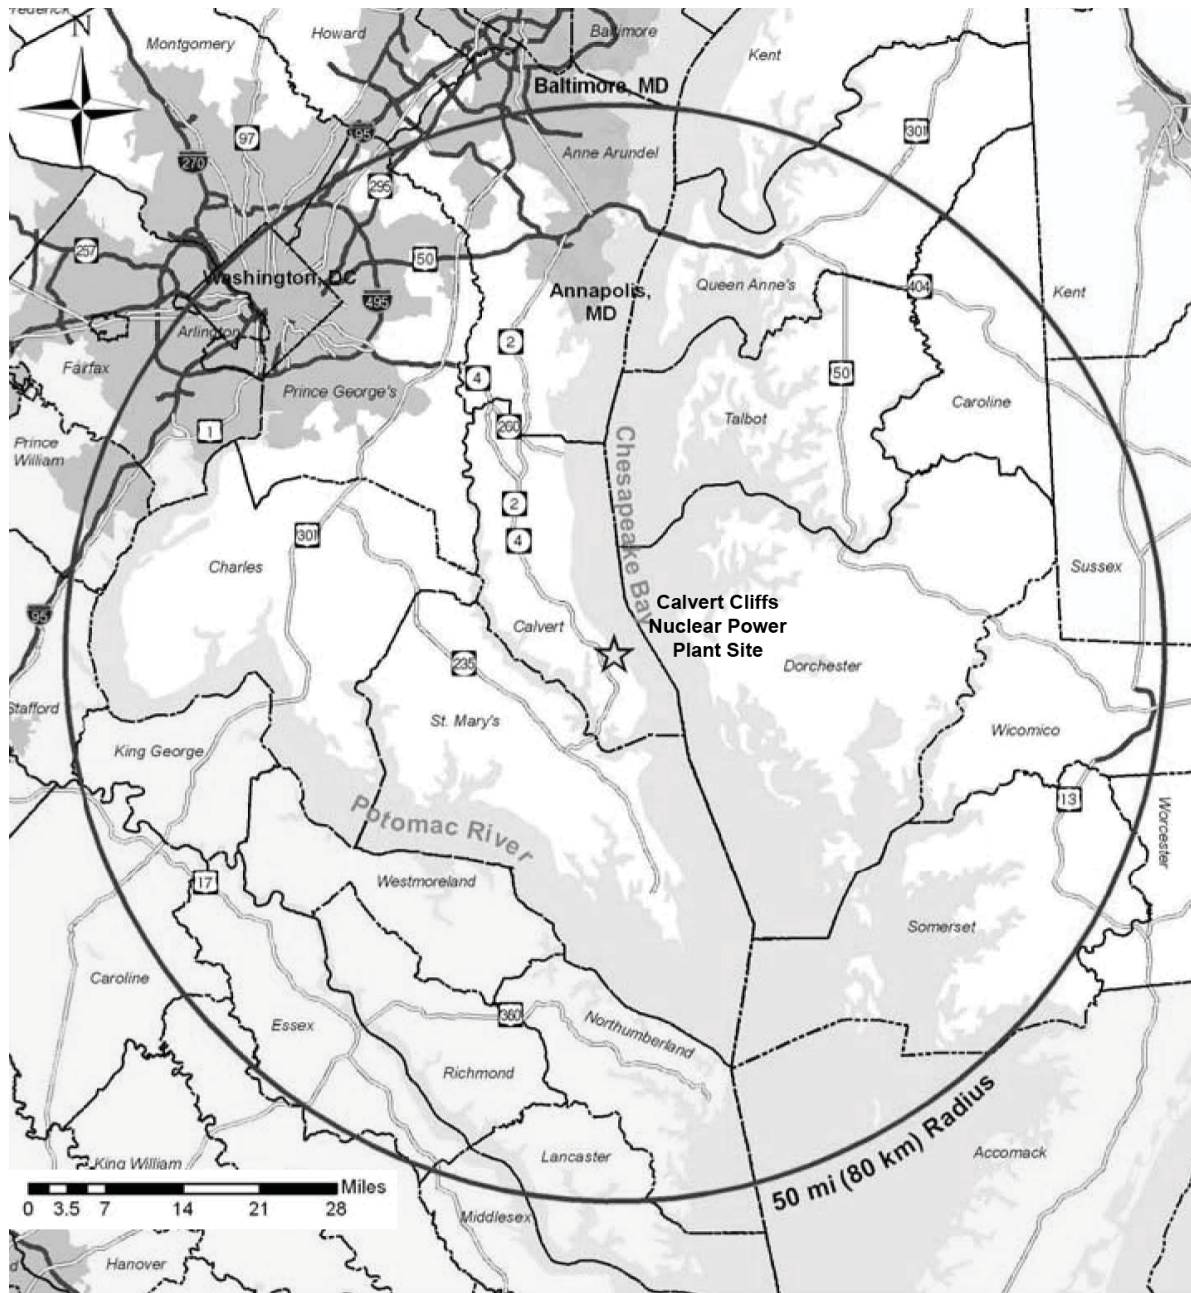 N
Montgomery
Howard
Baltimore
Kent
Baltimore, MD
97
95
270
301
Anne Arundel
295
257
50
Washington, DC
495
Queen Anne's
404
Kent
Annapolis,
MD
Arlington
2
Fairfax
4
50
Prince George's
Caroline
Talbot
260
1
Prince
William
Chesapeake Bay
2
301
4
Charles
Sussex
95
Calvert Cliffs
Nuclear Power
Plant Site
Calvert
235
Dorchester
Stafford
St. Mary's
Wicomico
King George
13
Potomac River
Worcester
17
Westmoreland
Somerset
Caroline
Essex
360
Northumberland
Richmond
50 mi (80 km) Radius
Accomack
Lancaster
King William
Miles
0 3.5 7 14 21 28
Middlesex
Hanover